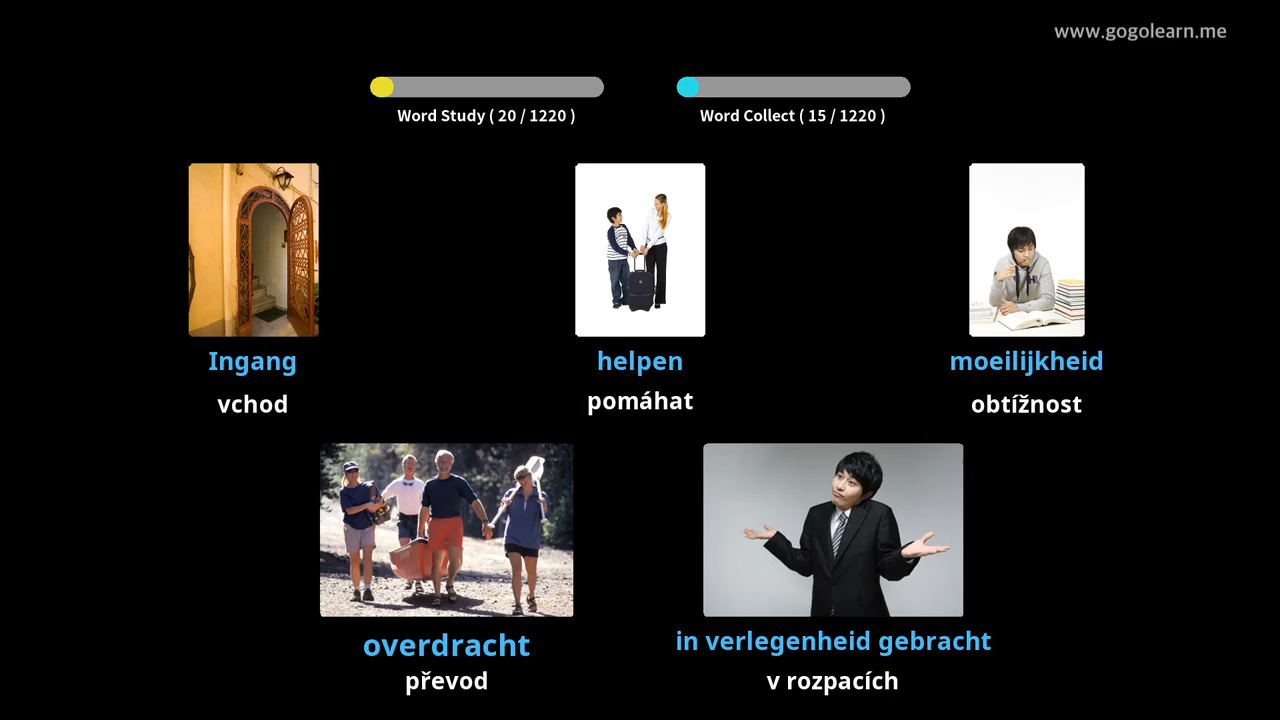 www.gogolearn.me
Word Study ( 20 / 1220 )
Word Collect ( 15 / 1220 )
Ingang
helpen
moeilijkheid
vchod
pomáhat
obtížnost
overdracht
in verlegenheid gebracht
převod
v rozpacích